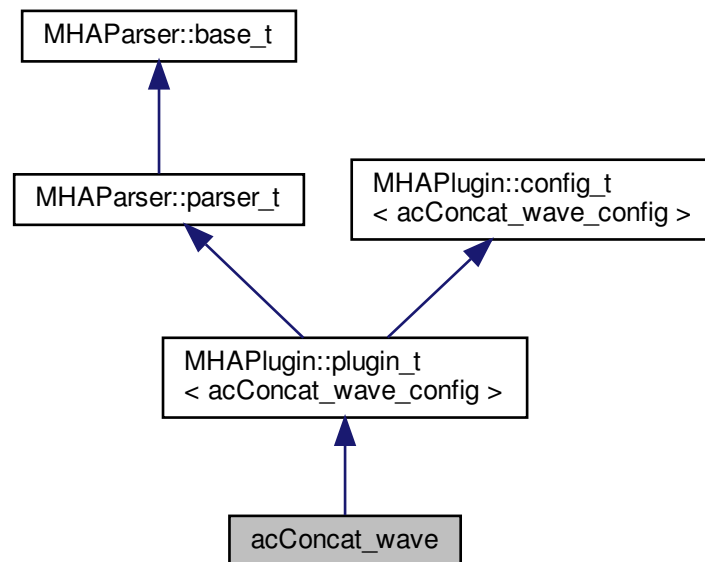 MHAParser::base_t
MHAParser::parser_t
MHAPlugin::config_t
< acConcat_wave_config >
MHAPlugin::plugin_t
< acConcat_wave_config >
acConcat_wave